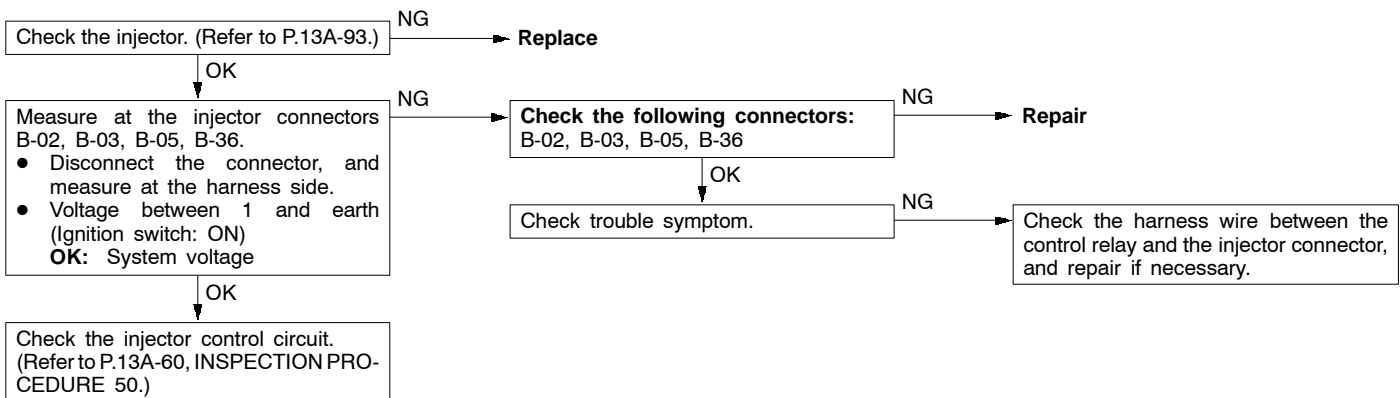 Check the injector. (Refer to P.13A-93.)
NG
Replace
OK
Measure at the injector connectors
B-02, B-03, B-05, B-36.
● Disconnect the connector, and
measure at the harness side.
● Voltage between 1 and earth
(Ignition switch: ON)
OK: System voltage
NG
Check the following connectors:
B-02, B-03, B-05, B-36
NG
Repair
OK
Check trouble symptom.
NG
Check the harness wire between the
control relay and the injector connector,
and repair if necessary.
OK
Check the injector control circuit.
(Refer to P.13A-60, INSPECTION PRO-
CEDURE 50.)